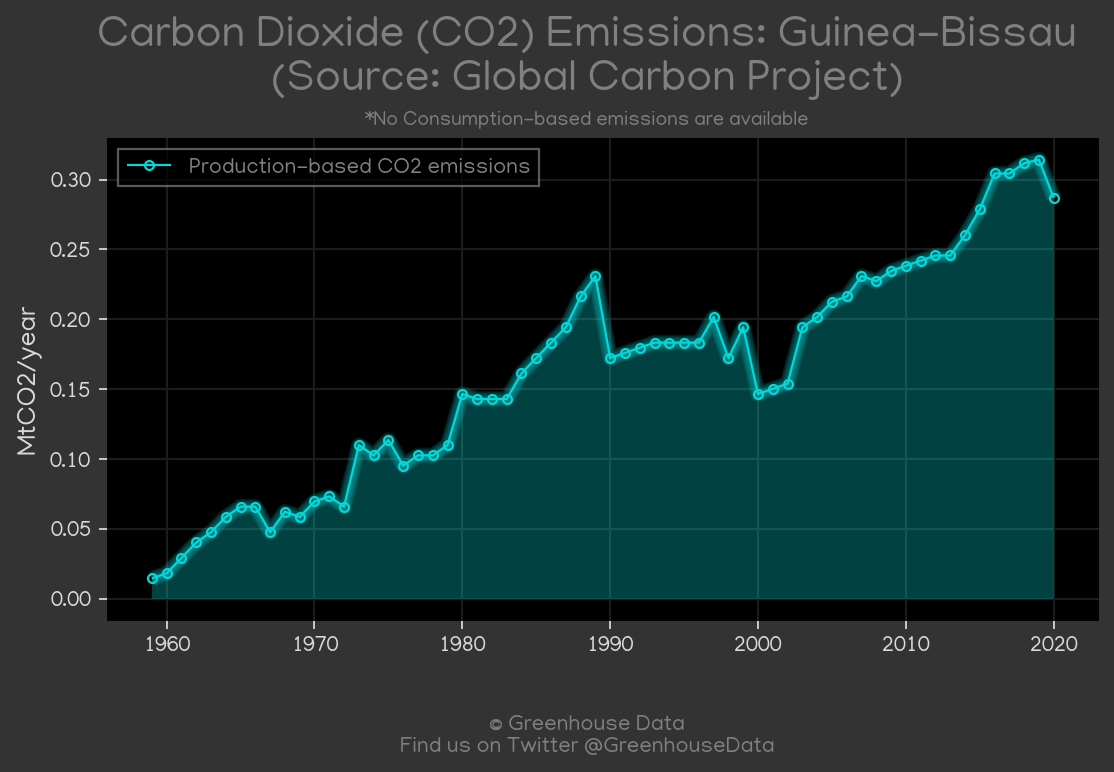 Carbon Dioxide (CO2) Emissions: Guinea-Bissau
(Source: Global Carbon Project)
*No Consumption-based emissions are available
Production-based CO2 emissions
MtCO2/year
0.30
0.25
0.20
0.15
0.10
0.05
0.00
1960 1970 1980 1990 2000 2010 2020
© Greenhouse Data
Find us on Twitter @GreenhouseData